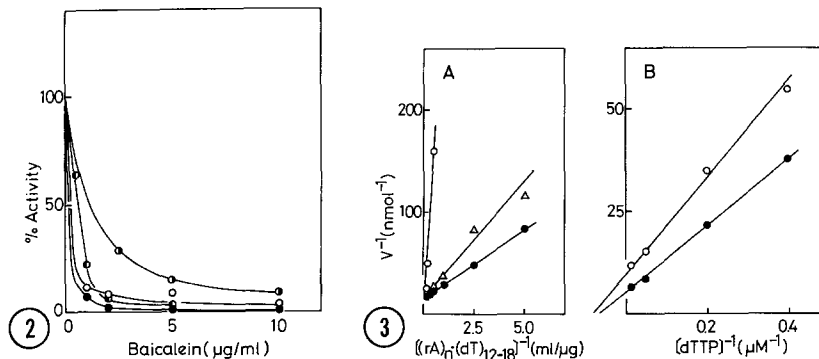 100
50
0
% Activity
0
5
10
Baicalein (µg/ml)
2
A
200
100
V⁻¹ (nmol⁻¹)
2.5
5.0
[(rA)n·(dT)12-18]⁻¹ (ml/µg)
3
B
50
25
0.2
0.4
[dTTP]⁻¹ (µM⁻¹)